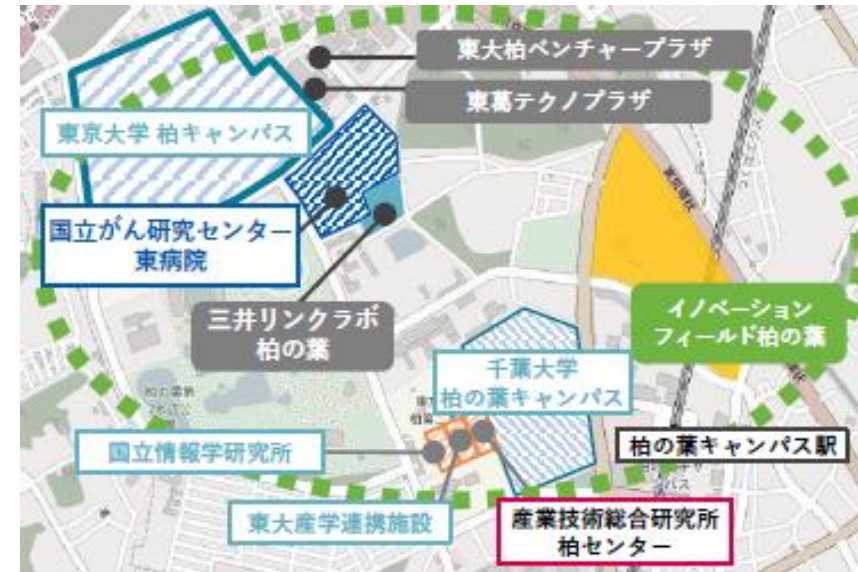 東大柏ベンチャープラザ
東葛テクノプラザ
東京大学 柏キャンパス
国立がん研究センター
東病院
三井リンクラボ
柏の葉
イノベーション
フィールド柏の葉
千葉大学
柏の葉キャンパス
国立情報学研究所
柏の葉キャンパス駅
東大産学連携施設
産業技術総合研究所
柏センター